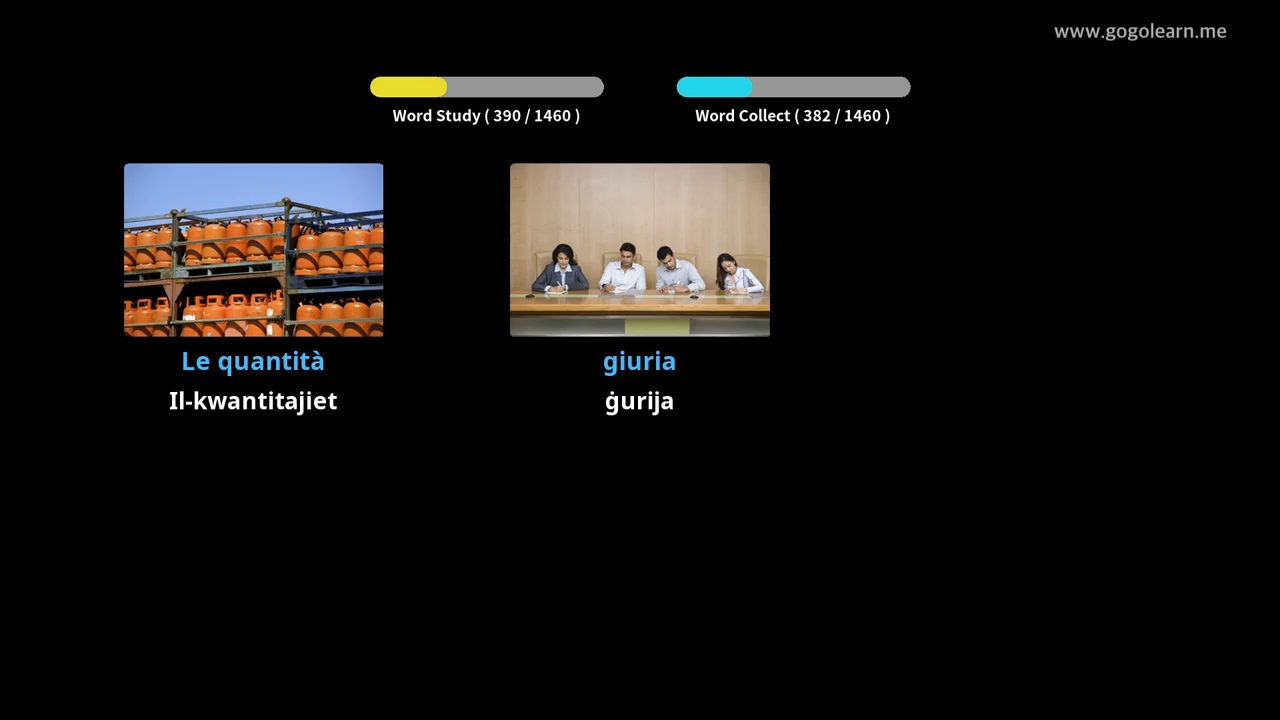 www.gogolearn.me
Word Study ( 390 / 1460 )
Word Collect ( 382 / 1460 )
Le quantità
Il-kwantitajiet
giuria
ġurija